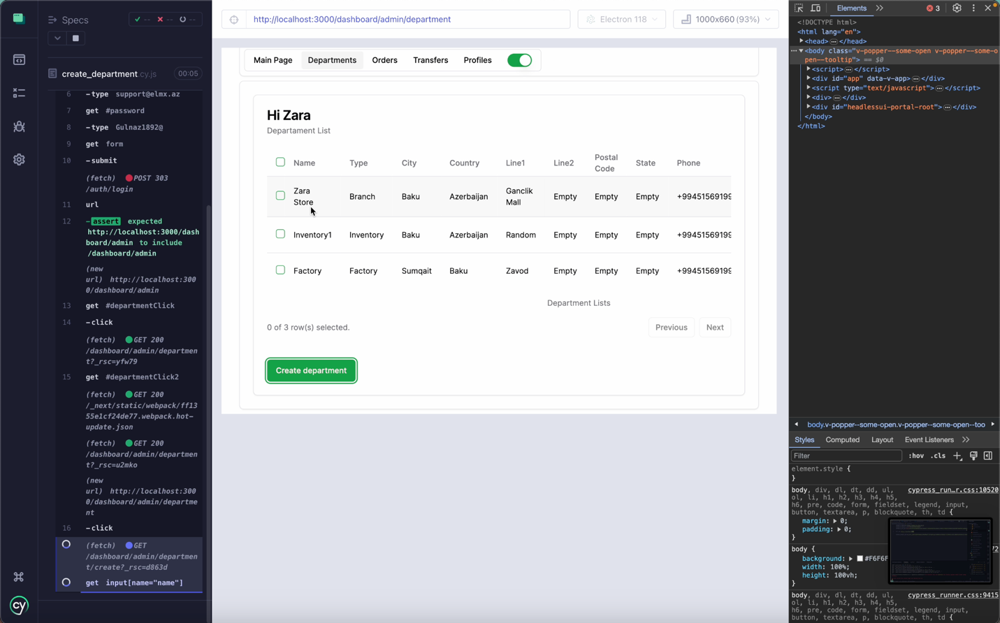 Specs
-- -- --
create_department.cy.js 00:05
6 -type support@elmx.az
7 get #password
8 -type Gulnaz1892@
9 get form
10 -submit
(fetch) POST 303
/auth/login
11 url
12 -assert expected
http://localhost:3000/dash
board/admin to include
/dashboard/admin
(new
url) http://localhost:300
0/dashboard/admin
13 get #departmentClick
14 -click
(fetch) GET 200
/dashboard/admin/departmen
t?_rsc=yfw79
15 get #departmentClick2
(fetch) GET 200
/_next/static/webpack/ff13
55e1cf24de77.webpack.hot-
update.json
(fetch) GET 200
/dashboard/admin/departmen
t?_rsc=u2mko
(new
url) http://localhost:300
0/dashboard/admin/departme
nt
16 -click
(fetch) GET
/dashboard/admin/departmen
t/create?_rsc=d863d
get input[name="name"]
cy
http://localhost:3000/dashboard/admin/department
Electron 118
1000x660 (93%)
Main Page Departments Orders Transfers Profiles
Hi Zara
Departament List
Name Type City Country Line1 Line2 Postal Code State Phone
Zara Store Branch Baku Azerbaijan Ganclik Mall Empty Empty Empty +99451569199
Inventory1 Inventory Baku Azerbaijan Random Empty Empty Empty +99451569199
Factory Factory Sumqait Baku Zavod Empty Empty Empty +99451569199
Department Lists
0 of 3 row(s) selected.
Previous Next
Create department
Elements 3
<!DOCTYPE html>
<html lang="en">
<head> … </head>
<body class="v-popper--some-open v-popper--some-o
pen--tooltip"> == $0
<script> … </script>
<div id="app" data-v-app> … </div>
<script type="text/javascript"> … </script>
<div> … </div>
<div id="headlessui-portal-root"> … </div>
</body>
</html>
body.v-popper--some-open.v-popper--some-open--too
Styles Computed Layout Event Listeners
Filter :hov .cls
element.style {
}
body, div, dl, dt, dd, ul, cypress_run…r.css:10520
ol, li, h1, h2, h3, h4, h5,
h6, pre, code, form, fieldset, legend, input,
button, textarea, p, blockquote, th, td {
margin: 0;
padding: 0;
}
body {
background: #F6F6F
width: 100%;
height: 100vh;
}
body, div, dl, dt, dd, ul, cypress_runner.css:9415
ol, li, h1, h2, h3, h4, h5,
h6, pre, code, form, fieldset, legend, input,
button, textarea, p, blockquote, th, td {